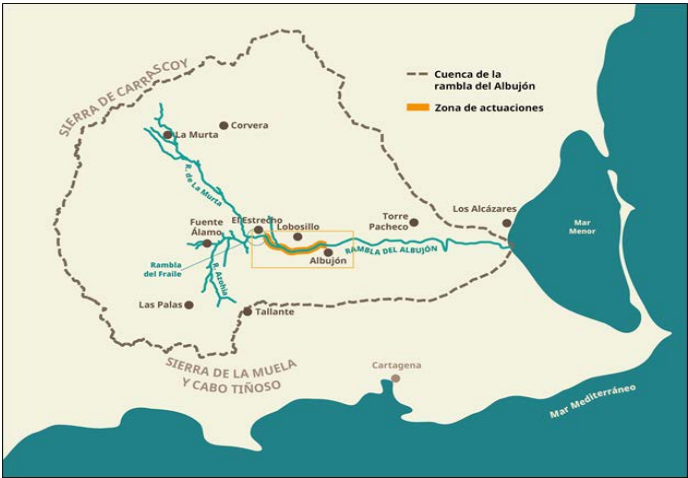 SIERRA DE CARRASCOY
Cuenca de la
rambla del Albujón
Zona de actuaciones
Corvera
La Murta
R. de La Murta
Los Alcázares
Torre
Pacheco
Mar
Menor
El Estrecho
Lobosillo
Fuente
Álamo
RAMBLA DEL ALBUJÓN
Albujón
Rambla
del Fraile
R. Azohía
Las Palas
Tallante
SIERRA DE LA MUELA
Y CABO TIÑOSO
Cartagena
Mar Mediterráneo